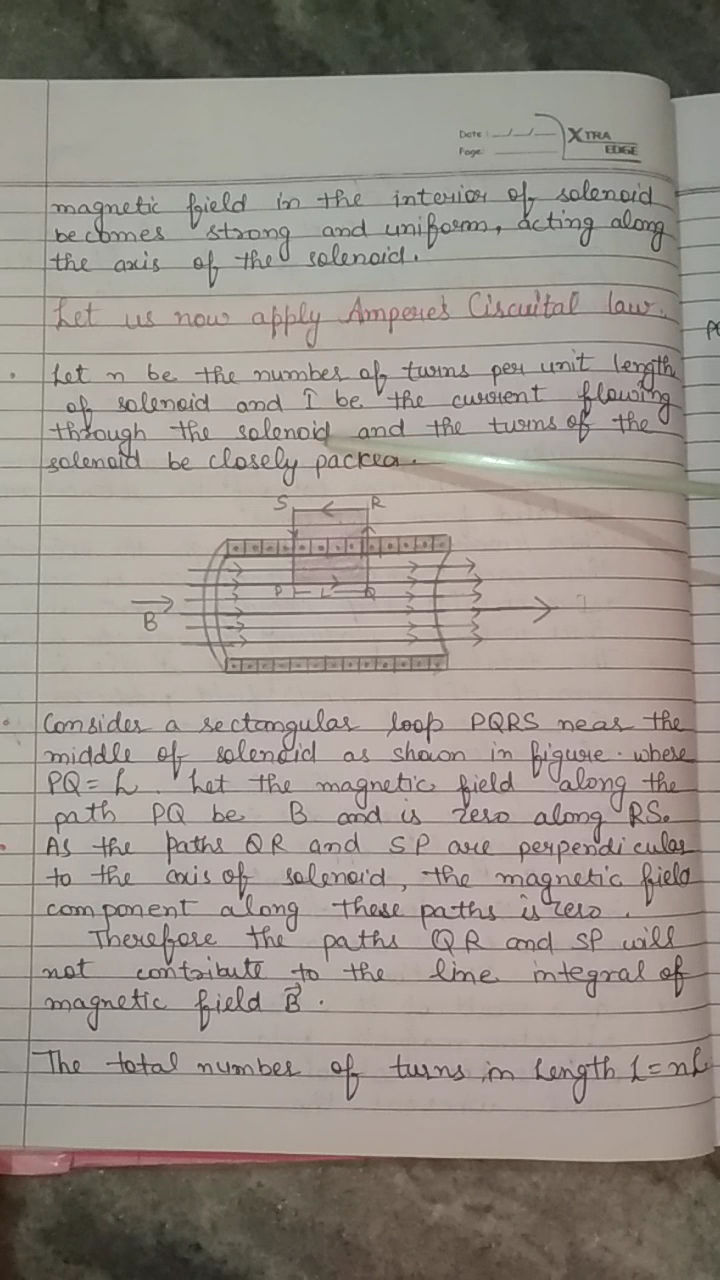 Date : __/__/__
XTRA
EDGE
Page:
magnetic field in the interior of solenoid
becomes strong and uniform, acting along
the axis of the solenoid.
Let us now apply Ampere's Circuital law.
Let n be the number of turns per unit length
of solenoid and I be the current flowing
through the solenoid and the turns of the
solenoid be closely packed.
S R
P L Q
B
Consider a rectangular loop PQRS near the
middle of solenoid as shown in figure. where
PQ = L. Let the magnetic field along the
path PQ be B and is zero along RS.
As the paths QR and SP are perpendicular
to the axis of solenoid, the magnetic field
component along these paths is zero.
Therefore the paths QR and SP will
not contribute to the line integral of
magnetic field B⃗.
The total number of turns in length L = nL